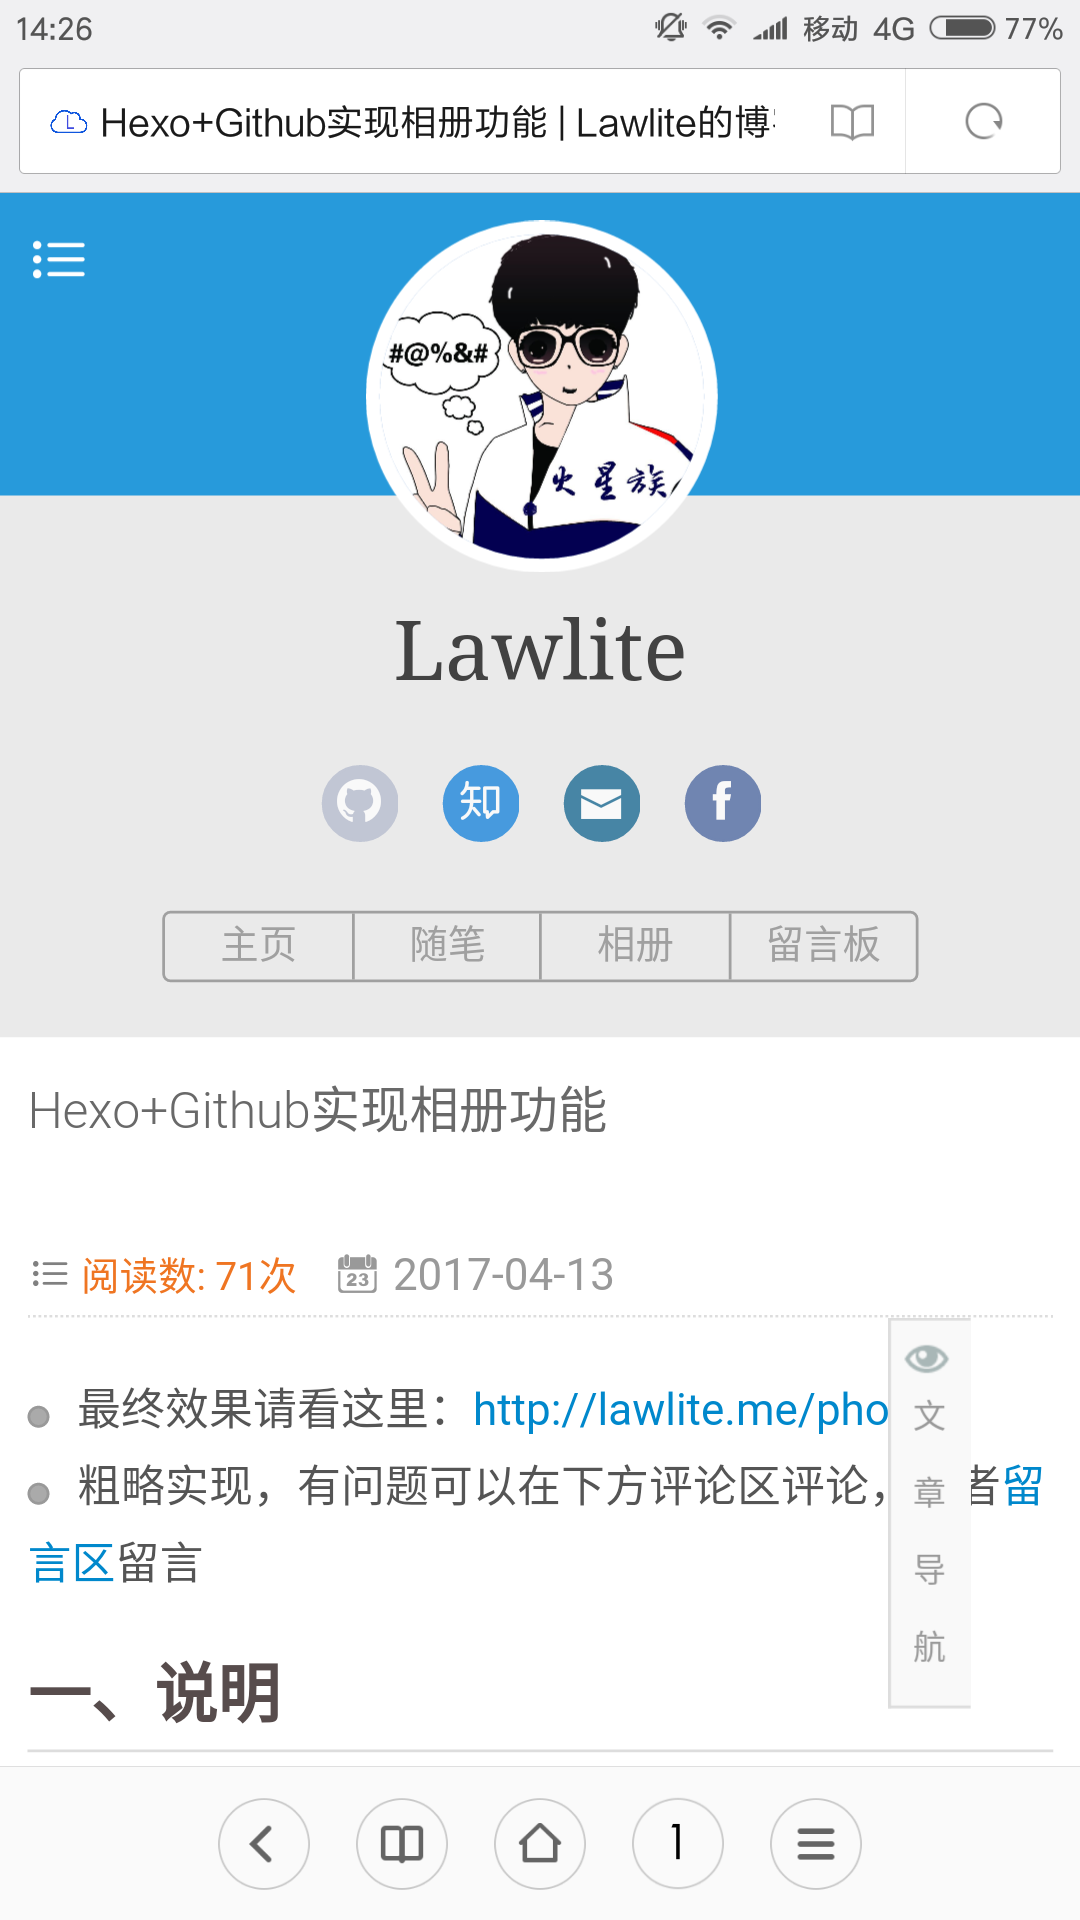 14:26 移动 4G 77%
Hexo+Github实现相册功能 | Lawlite的博
#@%&#
火星族
Lawlite
知 f
主页 随笔 相册 留言板
Hexo+Github实现相册功能
阅读数: 71次 23 2017-04-13
最终效果请看这里：http://lawlite.me/pho
粗略实现，有问题可以在下方评论区评论，者留
言区留言
文
章
导
航
一、说明
1